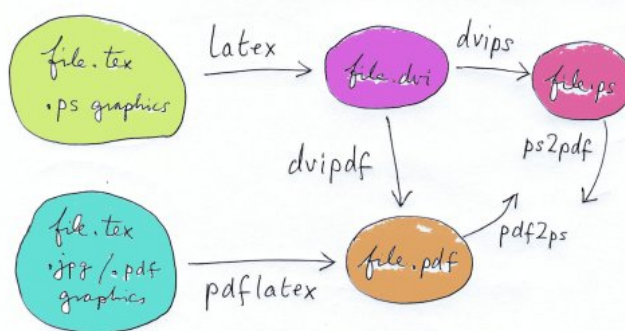 file.tex
.ps graphics
latex
file.dvi
dvips
file.ps
dvipdf
ps2pdf
file.tex
.jpg/.pdf
graphics
pdflatex
file.pdf
pdf2ps